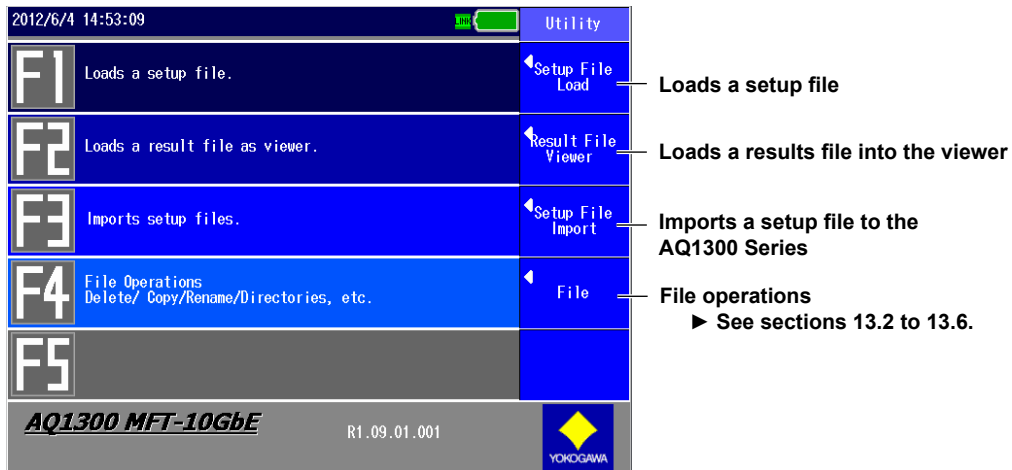 2012/6/4 14:53:09
LINK
Utility
F1
Loads a setup file.
Setup File
Load
Loads a setup file
F2
Loads a result file as viewer.
Result File
Viewer
Loads a results file into the viewer
F3
Imports setup files.
Setup File
Import
Imports a setup file to the
AQ1300 Series
F4
File Operations
Delete/ Copy/Rename/Directories, etc.
File
File operations
► See sections 13.2 to 13.6.
F5
AQ1300 MFT-10GbE
R1.09.01.001
YOKOGAWA